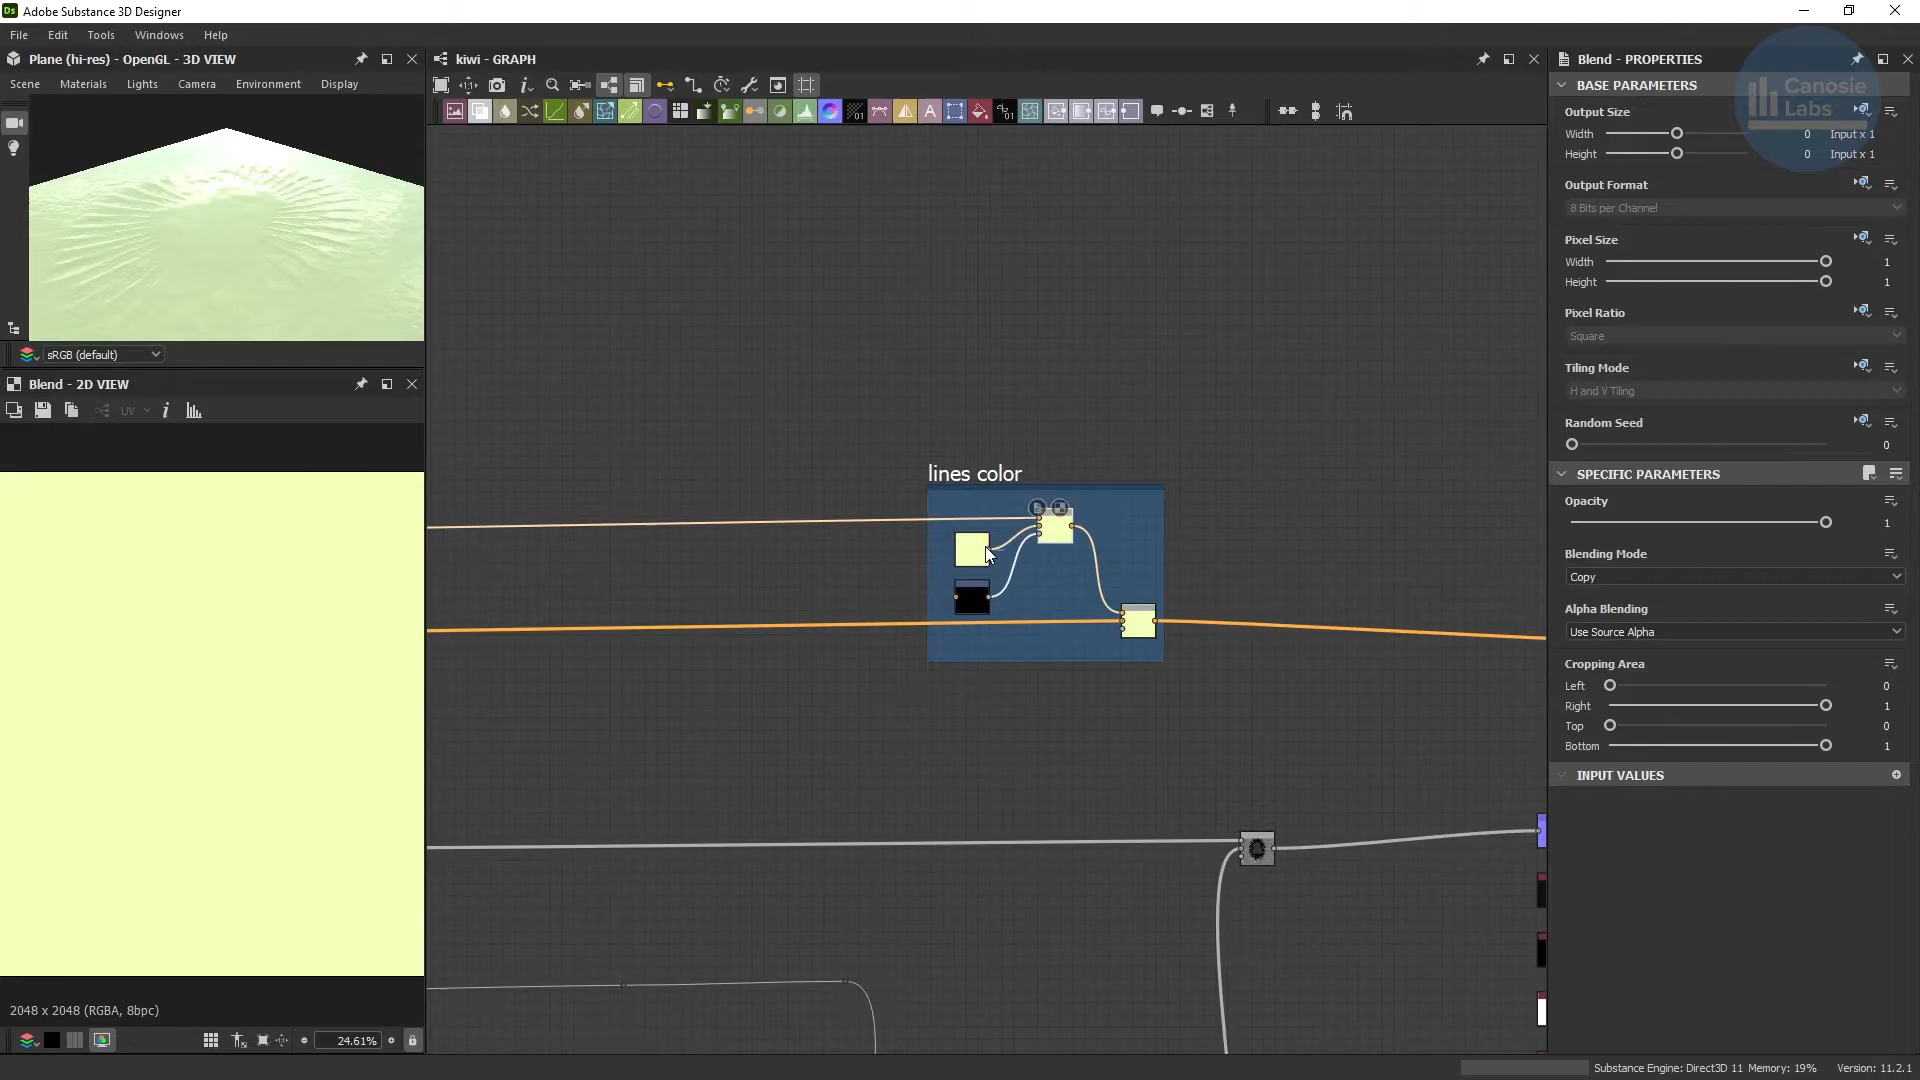 Ds Adobe Substance 3D Designer
File Edit Tools Windows Help
Plane (hi-res) - OpenGL - 3D VIEW
Scene Materials Lights Camera Environment Display
sRGB (default)
Blend - 2D VIEW
UV
2048 x 2048 (RGBA, 8bpc)
24.61%
kiwi - GRAPH
lines color
Blend - PROPERTIES
Canosie
Labs
BASE PARAMETERS
Output Size
Width 0 Input x 1
Height 0 Input x 1
Output Format
8 Bits per Channel
Pixel Size
Width 1
Height 1
Pixel Ratio
Square
Tiling Mode
H and V Tiling
Random Seed
0
SPECIFIC PARAMETERS
Opacity
1
Blending Mode
Copy
Alpha Blending
Use Source Alpha
Cropping Area
Left 0
Right 1
Top 0
Bottom 1
INPUT VALUES
Substance Engine: Direct3D 11 Memory: 19% Version: 11.2.1